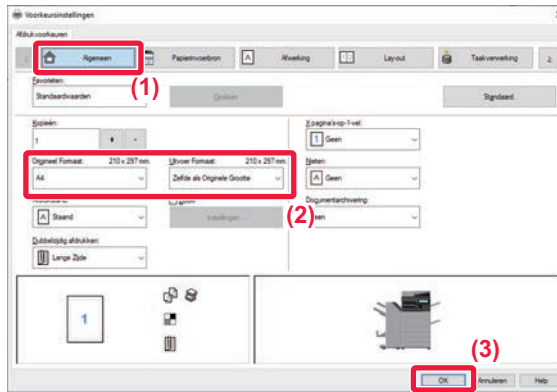 Voorkeursinstellingen
Afdrukvoorkeuren
Algemeen
Papierinvoerbron
A Afwerking
Lay-out
Taakverwerking
(1)
Favorieten:
Standaardwaarden
Opslaan
Standaard
Kopieën:
1
+ -
X pagina's-op-1-vel:
1 Geen
Origineel Formaat: 210 x 297 mm.
A4
Uitvoer Formaat: 210 x 297 mm.
Zelfde als Originele Grootte
Nieten:
A Geen
(2)
Documentarchivering:
Geen
A Staand
Instellingen...
Dubbelzijdig afdrukken:
Lange Zijde
1
(3)
OK
Annuleren
Help